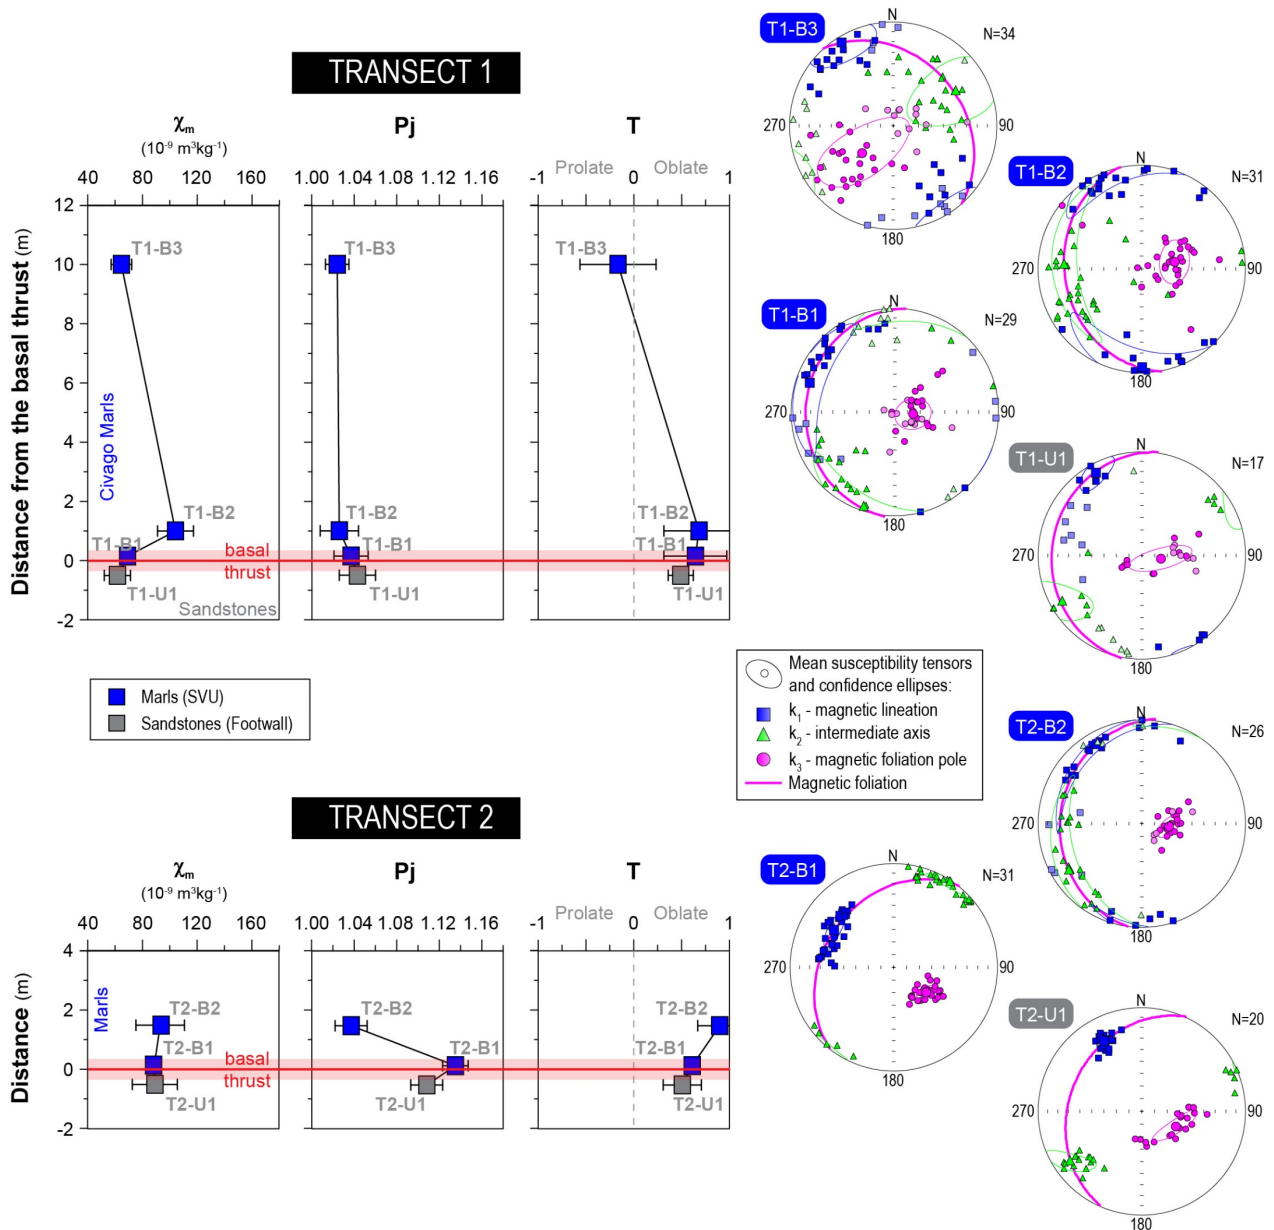 TRANSECT 1
χm
(10-9 m3kg-1)
40 80 120 160
Pj
1.00 1.04 1.08 1.12 1.16
T
Prolate Oblate
-1 0 1
Distance from the basal thrust (m)
12
10
8
6
4
2
0
-2
T1-B3
T1-B2
T1-B1
T1-U1
Civago Marls
basal
thrust
Sandstones
T1-B3
T1-B2
T1-B1
T1-U1
T1-B3
T1-B2
T1-B1
T1-U1
Marls (SVU)
Sandstones (Footwall)
TRANSECT 2
χm
(10-9 m3kg-1)
40 80 120 160
Pj
1.00 1.04 1.08 1.12 1.16
T
Prolate Oblate
-1 0 1
Distance (m)
4
2
0
-2
Marls
T2-B2
T2-B1
basal
thrust
T2-U1
T2-B2
T2-B1
T2-U1
T2-B2
T2-B1
T2-U1
T1-B3
N
N=34
270
90
180
T1-B2
N
N=31
270
90
180
T1-B1
N
N=29
270
90
180
T1-U1
N
N=17
270
90
180
Mean susceptibility tensors
and confidence ellipses:
k1 - magnetic lineation
k2 - intermediate axis
k3 - magnetic foliation pole
Magnetic foliation
T2-B2
N
N=26
270
90
180
T2-B1
N
N=31
270
90
180
T2-U1
N
N=20
270
90
180